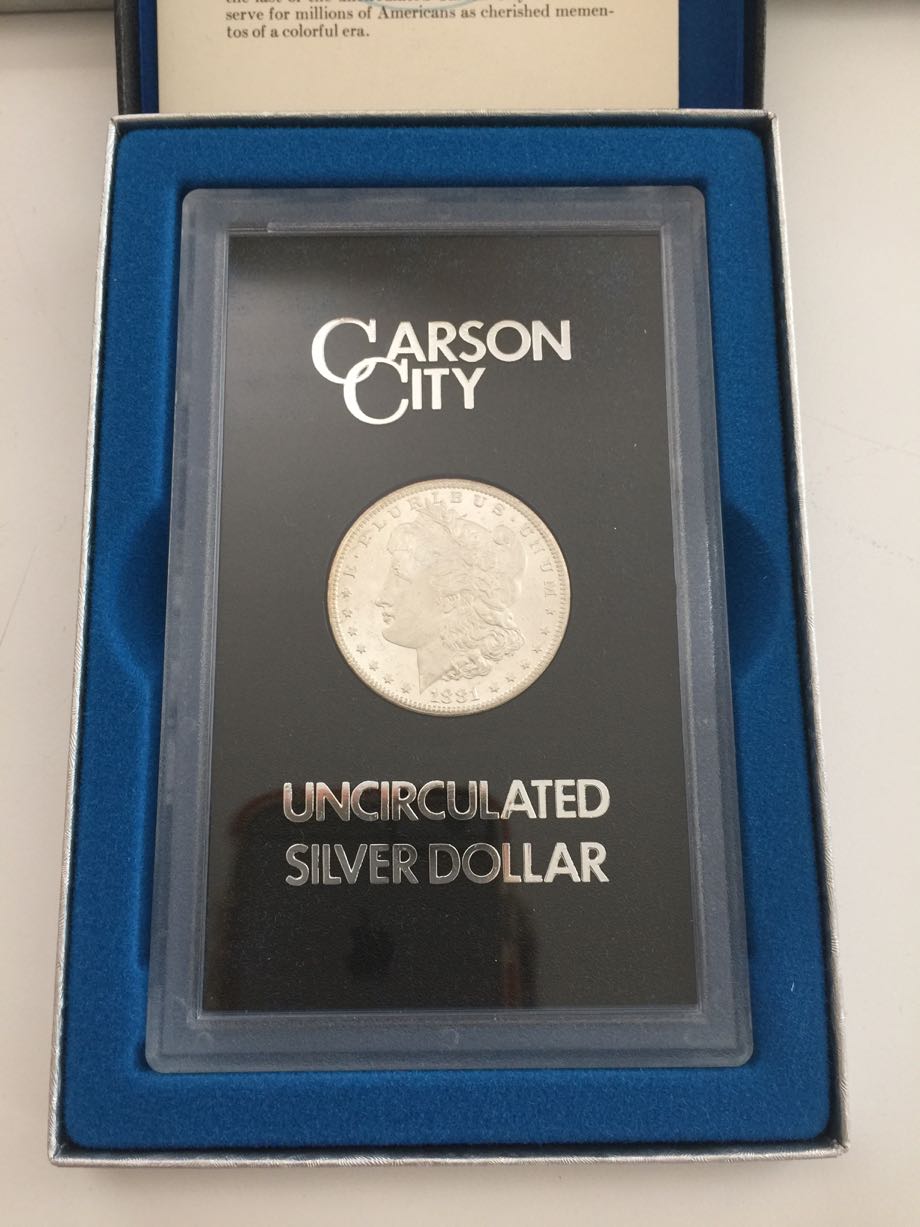 serve for millions of Americans as cherished memen-
tos of a colorful era.
CARSON
CITY
E · PLURIBUS · UNUM
1881
UNCIRCULATED
SILVER DOLLAR